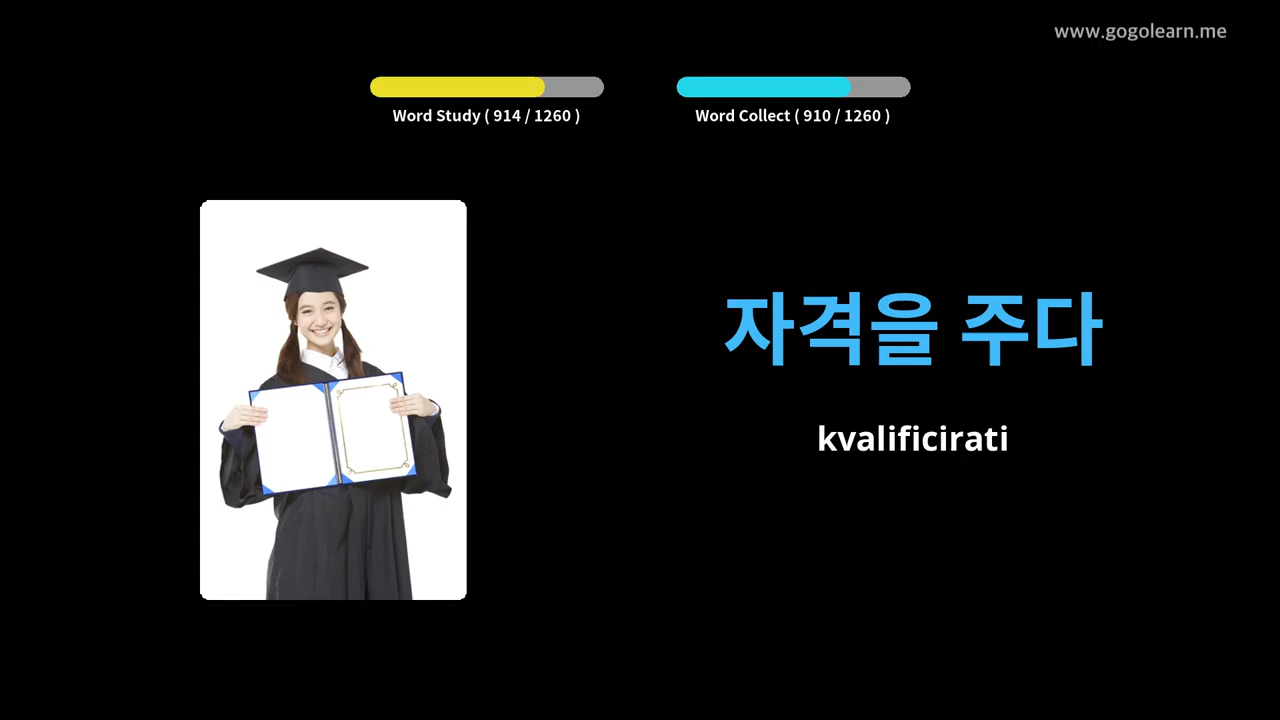 www.gogolearn.me
Word Study ( 914 / 1260 )
Word Collect ( 910 / 1260 )
자격을 주다
kvalificirati